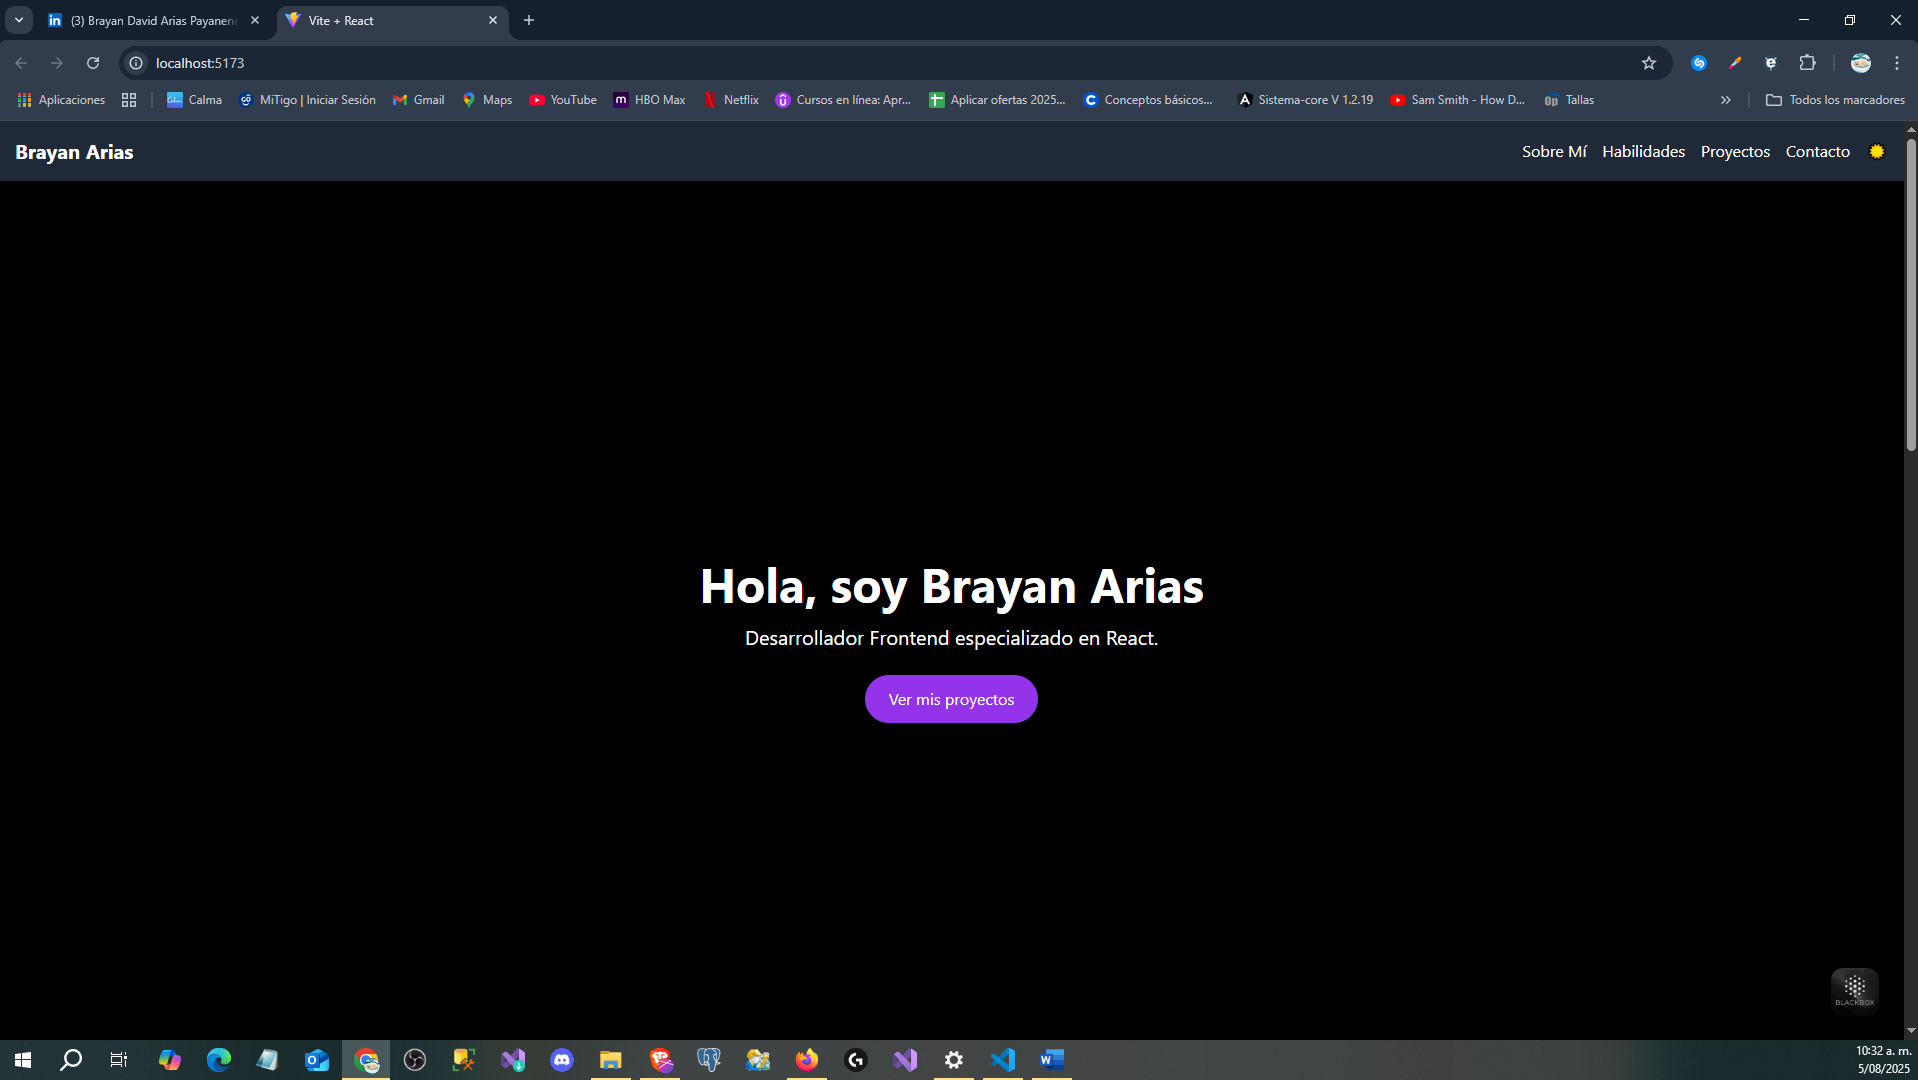 (3) Brayan David Arias Payanen
Vite + React
localhost:5173
Aplicaciones
Calma
MiTigo | Iniciar Sesión
Gmail
Maps
YouTube
HBO Max
Netflix
Cursos en línea: Apr...
Aplicar ofertas 2025...
Conceptos básicos...
Sistema-core V 1.2.19
Sam Smith - How D...
Tallas
Todos los marcadores
Brayan Arias
Sobre Mí
Habilidades
Proyectos
Contacto
Hola, soy Brayan Arias
Desarrollador Frontend especializado en React.
Ver mis proyectos
BLACKBOX
10:32 a. m.
5/08/2025